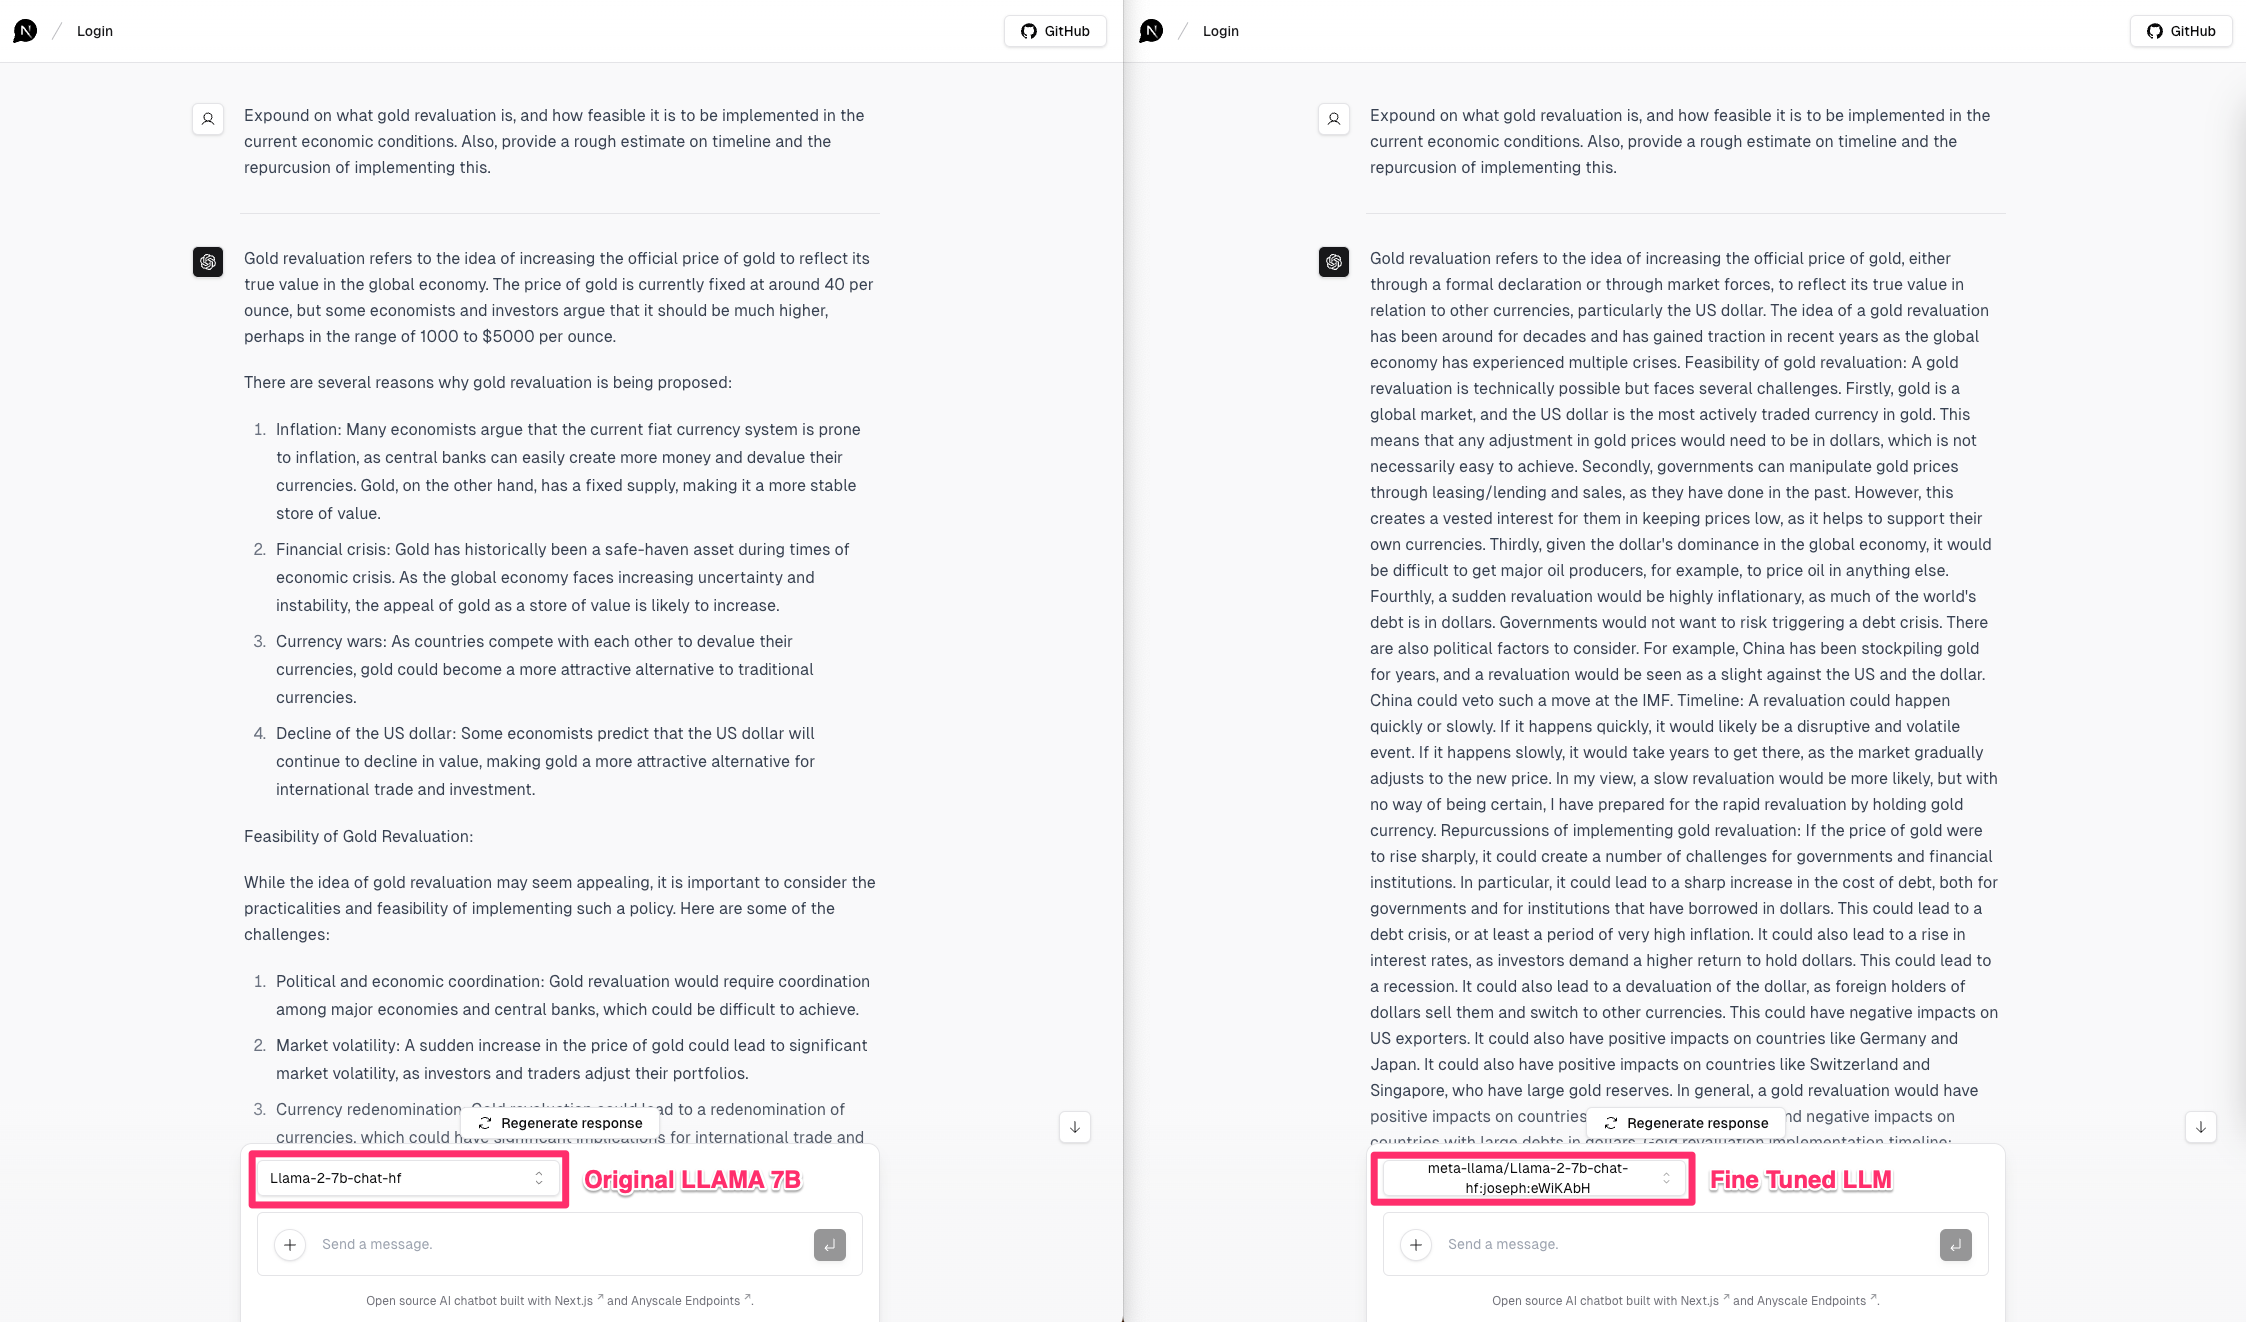 Login
GitHub
Expound on what gold revaluation is, and how feasible it is to be implemented in the
current economic conditions. Also, provide a rough estimate on timeline and the
repurcusion of implementing this.
Gold revaluation refers to the idea of increasing the official price of gold to reflect its
true value in the global economy. The price of gold is currently fixed at around 40 per
ounce, but some economists and investors argue that it should be much higher,
perhaps in the range of 1000 to $5000 per ounce.
There are several reasons why gold revaluation is being proposed:
1. Inflation: Many economists argue that the current fiat currency system is prone
to inflation, as central banks can easily create more money and devalue their
currencies. Gold, on the other hand, has a fixed supply, making it a more stable
store of value.
2. Financial crisis: Gold has historically been a safe-haven asset during times of
economic crisis. As the global economy faces increasing uncertainty and
instability, the appeal of gold as a store of value is likely to increase.
3. Currency wars: As countries compete with each other to devalue their
currencies, gold could become a more attractive alternative to traditional
currencies.
4. Decline of the US dollar: Some economists predict that the US dollar will
continue to decline in value, making gold a more attractive alternative for
international trade and investment.
Feasibility of Gold Revaluation:
While the idea of gold revaluation may seem appealing, it is important to consider the
practicalities and feasibility of implementing such a policy. Here are some of the
challenges:
1. Political and economic coordination: Gold revaluation would require coordination
among major economies and central banks, which could be difficult to achieve.
2. Market volatility: A sudden increase in the price of gold could lead to significant
market volatility, as investors and traders adjust their portfolios.
3. Currency redenomination: Gold revaluation could lead to a redenomination of
currencies, which could have significant implications for international trade and
Regenerate response
Llama-2-7b-chat-hf
Original LLAMA 7B
Send a message.
Open source AI chatbot built with Next.js ↗ and Anyscale Endpoints ↗.
Login
GitHub
Expound on what gold revaluation is, and how feasible it is to be implemented in the
current economic conditions. Also, provide a rough estimate on timeline and the
repurcusion of implementing this.
Gold revaluation refers to the idea of increasing the official price of gold, either
through a formal declaration or through market forces, to reflect its true value in
relation to other currencies, particularly the US dollar. The idea of a gold revaluation
has been around for decades and has gained traction in recent years as the global
economy has experienced multiple crises. Feasibility of gold revaluation: A gold
revaluation is technically possible but faces several challenges. Firstly, gold is a
global market, and the US dollar is the most actively traded currency in gold. This
means that any adjustment in gold prices would need to be in dollars, which is not
necessarily easy to achieve. Secondly, governments can manipulate gold prices
through leasing/lending and sales, as they have done in the past. However, this
creates a vested interest for them in keeping prices low, as it helps to support their
own currencies. Thirdly, given the dollar's dominance in the global economy, it would
be difficult to get major oil producers, for example, to price oil in anything else.
Fourthly, a sudden revaluation would be highly inflationary, as much of the world's
debt is in dollars. Governments would not want to risk triggering a debt crisis. There
are also political factors to consider. For example, China has been stockpiling gold
for years, and a revaluation would be seen as a slight against the US and the dollar.
China could veto such a move at the IMF. Timeline: A revaluation could happen
quickly or slowly. If it happens quickly, it would likely be a disruptive and volatile
event. If it happens slowly, it would take years to get there, as the market gradually
adjusts to the new price. In my view, a slow revaluation would be more likely, but with
no way of being certain, I have prepared for the rapid revaluation by holding gold
currency. Repurcussions of implementing gold revaluation: If the price of gold were
to rise sharply, it could create a number of challenges for governments and financial
institutions. In particular, it could lead to a sharp increase in the cost of debt, both for
governments and for institutions that have borrowed in dollars. This could lead to a
debt crisis, or at least a period of very high inflation. It could also lead to a rise in
interest rates, as investors demand a higher return to hold dollars. This could lead to
a recession. It could also lead to a devaluation of the dollar, as foreign holders of
dollars sell them and switch to other currencies. This could have negative impacts on
US exporters. It could also have positive impacts on countries like Germany and
Japan. It could also have positive impacts on countries like Switzerland and
Singapore, who have large gold reserves. In general, a gold revaluation would have
positive impacts on countries nd negative impacts on
countries with large debts in dollars. Gold revaluation implementation timeline:
Regenerate response
meta-llama/Llama-2-7b-chat-
hf:joseph:eWiKAbH
Fine Tuned LLM
Send a message.
Open source AI chatbot built with Next.js ↗ and Anyscale Endpoints ↗.